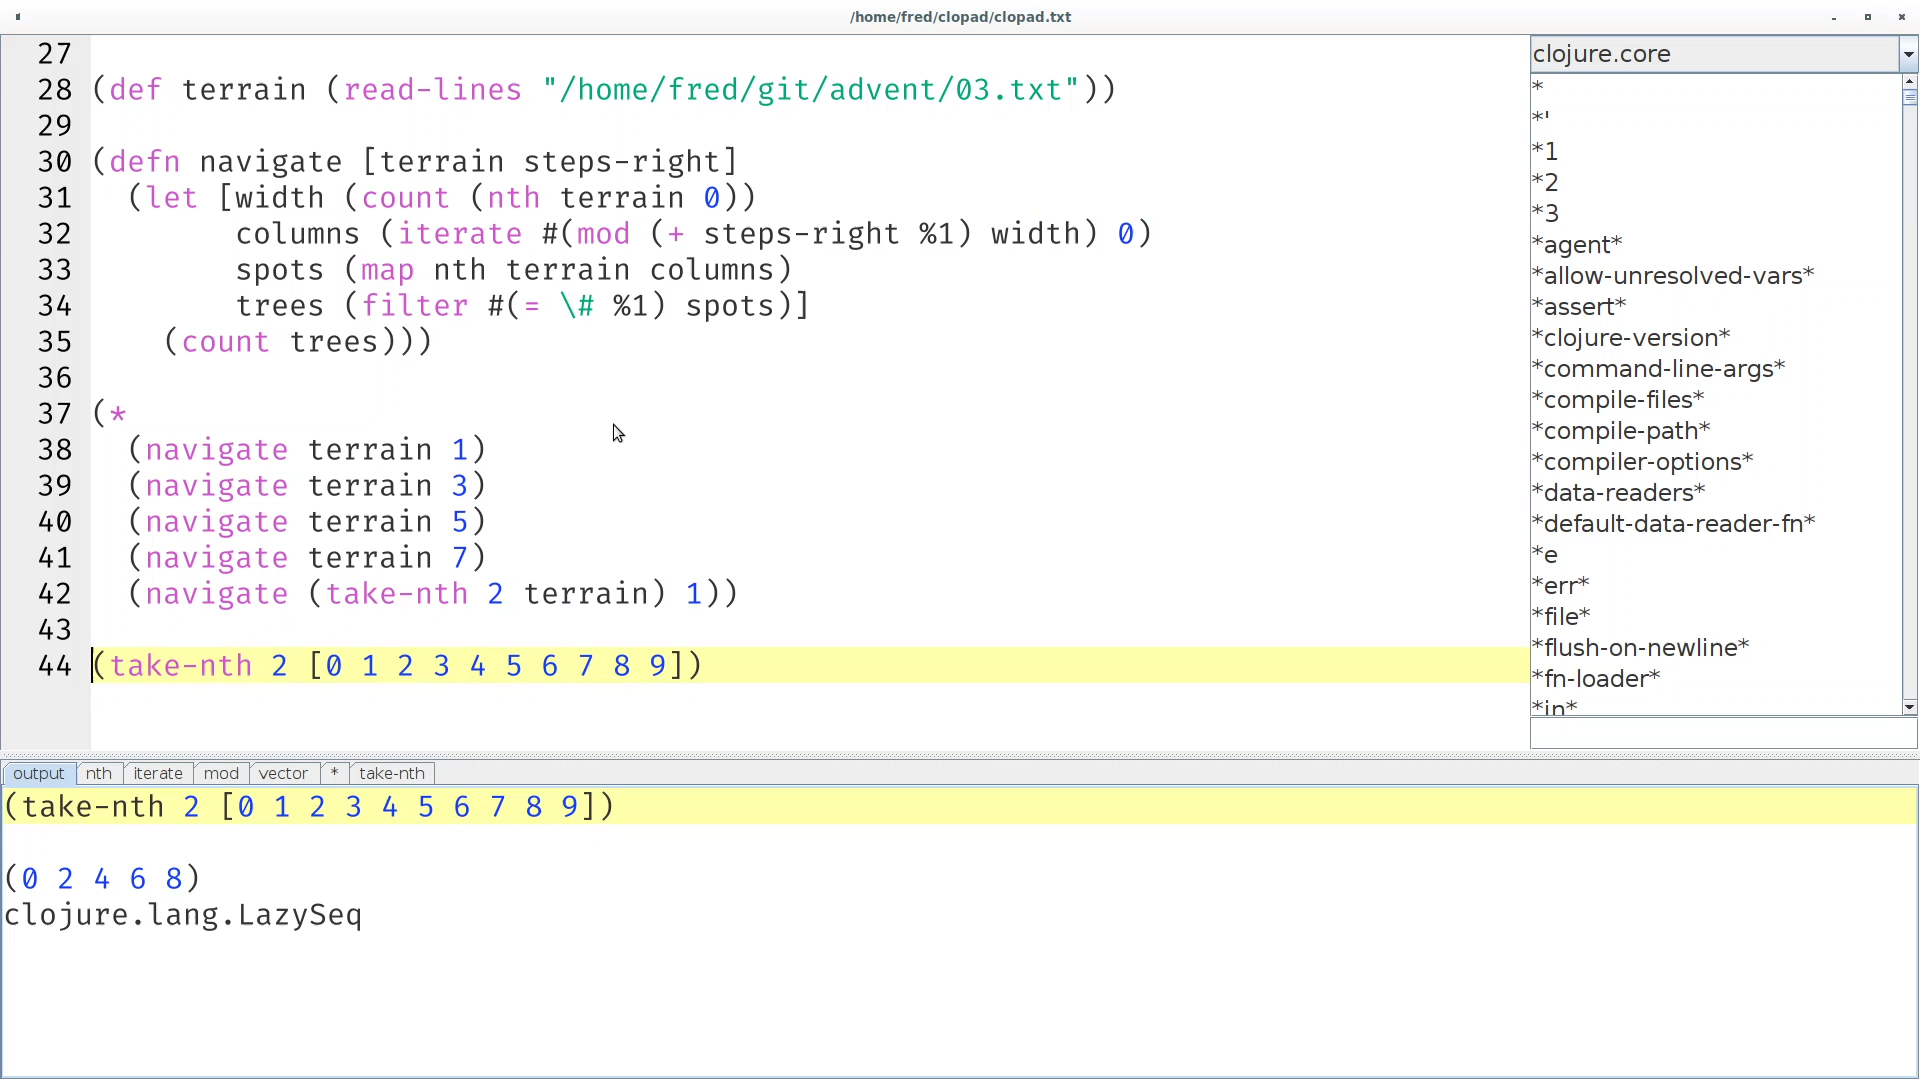 /home/fred/clopad/clopad.txt
27
28 (def terrain (read-lines "/home/fred/git/advent/03.txt"))
29
30 (defn navigate [terrain steps-right]
31   (let [width (count (nth terrain 0))
32         columns (iterate #(mod (+ steps-right %1) width) 0)
33         spots (map nth terrain columns)
34         trees (filter #(= \# %1) spots)]
35     (count trees)))
36
37 (*
38   (navigate terrain 1)
39   (navigate terrain 3)
40   (navigate terrain 5)
41   (navigate terrain 7)
42   (navigate (take-nth 2 terrain) 1))
43
44 (take-nth 2 [0 1 2 3 4 5 6 7 8 9])
clojure.core
*
*'
*1
*2
*3
*agent*
*allow-unresolved-vars*
*assert*
*clojure-version*
*command-line-args*
*compile-files*
*compile-path*
*compiler-options*
*data-readers*
*default-data-reader-fn*
*e
*err*
*file*
*flush-on-newline*
*fn-loader*
*in*
output nth iterate mod vector * take-nth
(take-nth 2 [0 1 2 3 4 5 6 7 8 9])
(0 2 4 6 8)
clojure.lang.LazySeq